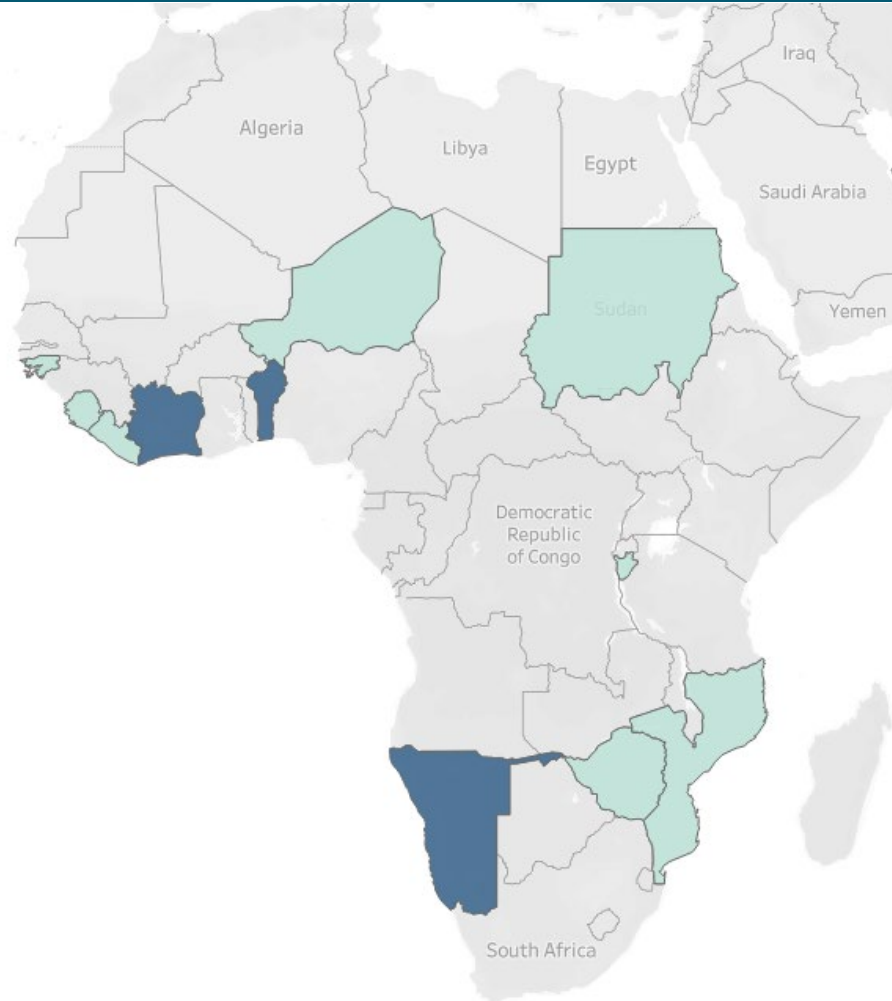 Iraq
Algeria
Libya
Egypt
Saudi Arabia
Sudan
Yemen
Democratic
Republic
of Congo
South Africa